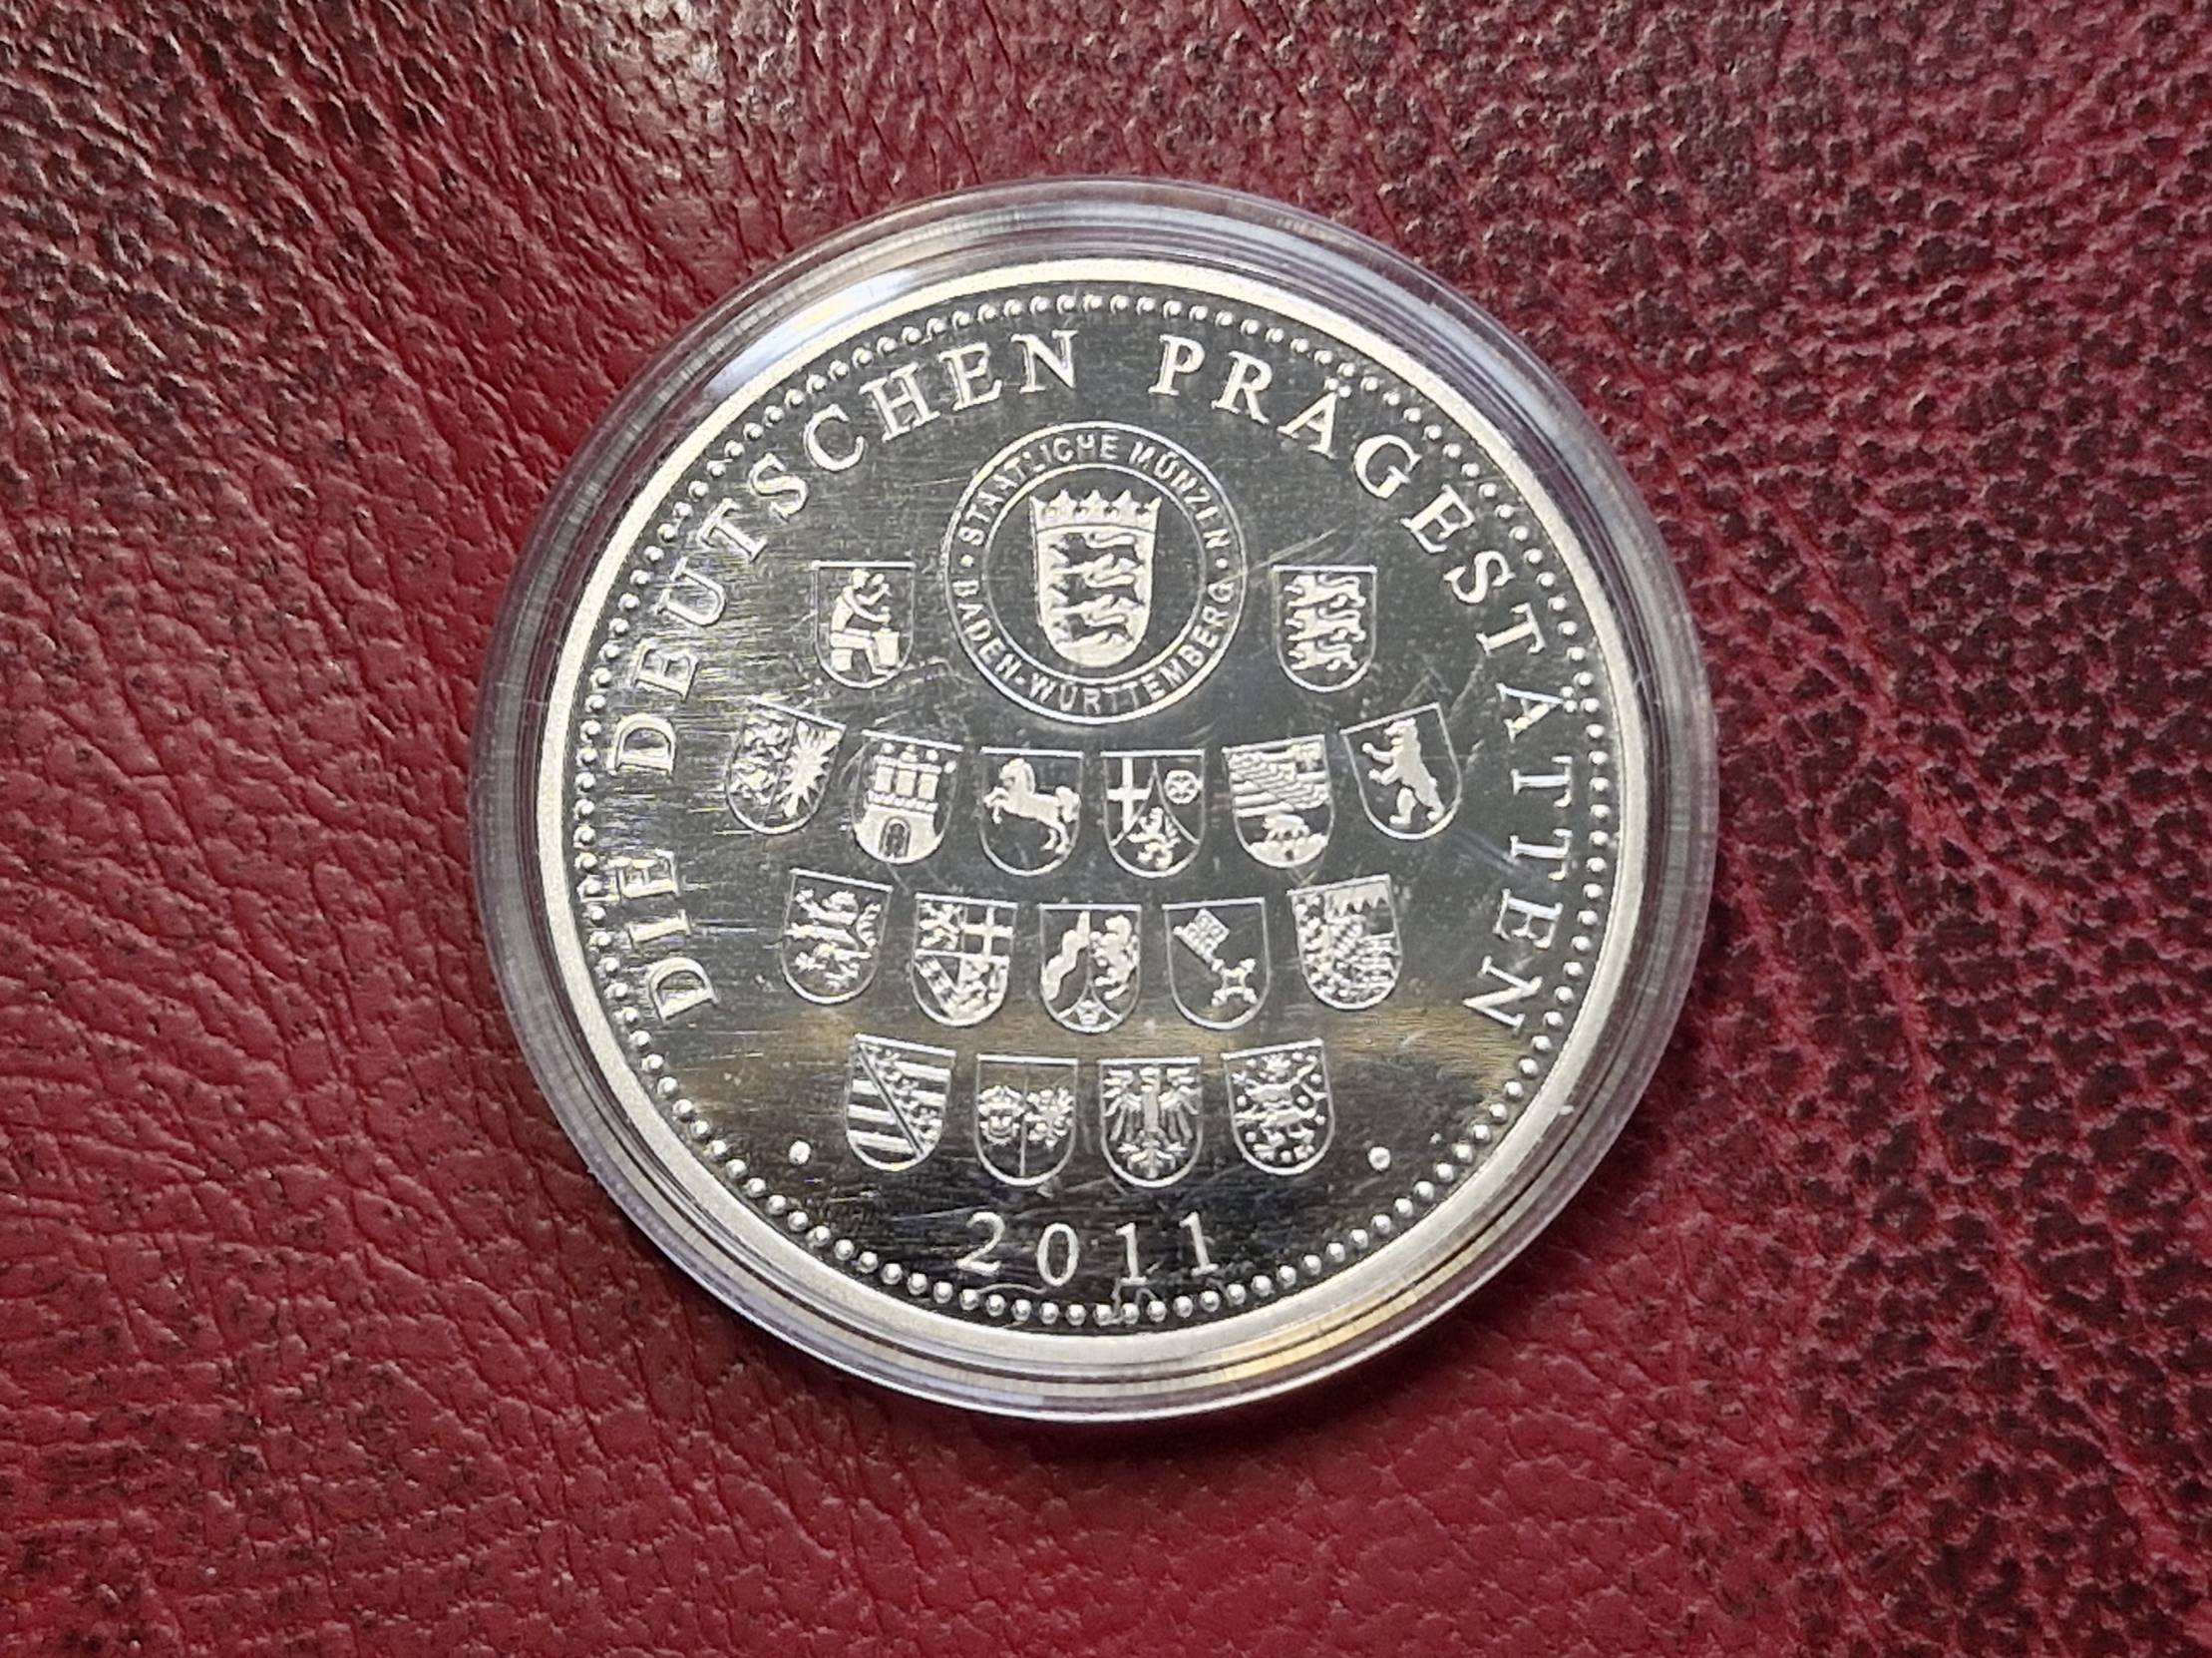 DIE DEUTSCHEN PRÄGESTÄTTEN
STAATLICHE MÜNZEN
BADEN-WÜRTTEMBERG
2011